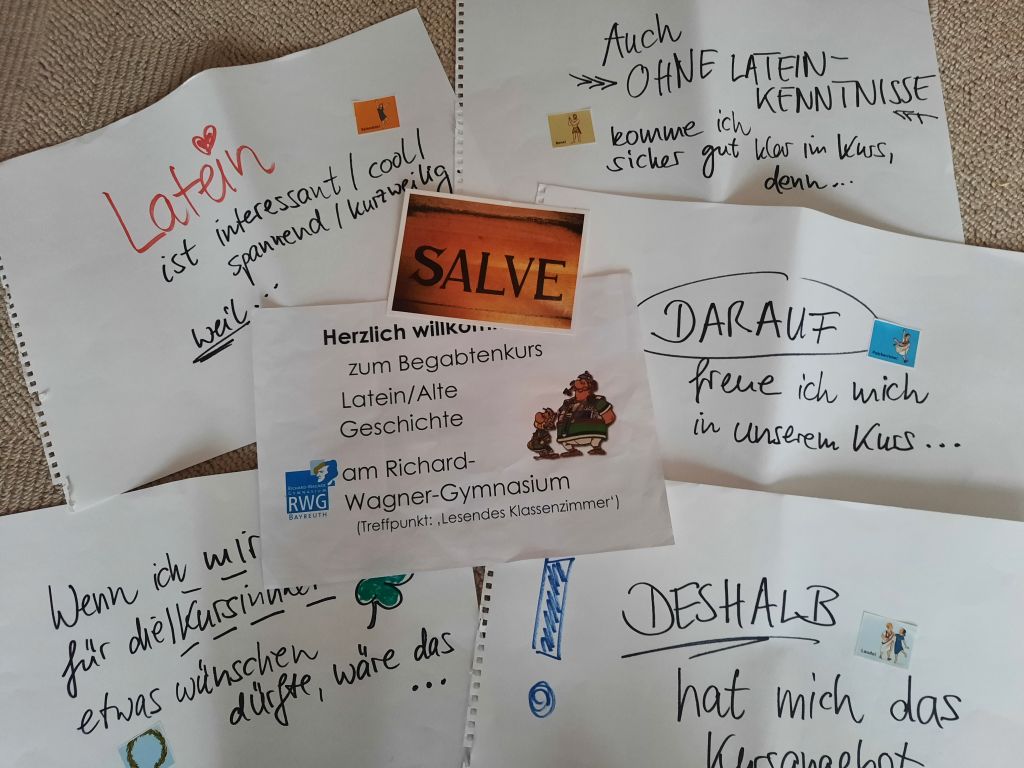 Latein
ist interessant / cool /
spannend / kurzweilig
weil...
Auch
OHNE LATEIN-
KENNTNISSE
komme ich
sicher gut klar im Kurs,
denn...
SALVE
Herzlich
zum Begabtenkurs
Latein/Alte
Geschichte
am Richard-
Wagner-Gymnasium
(Treffpunkt: ‚Lesendes Klassenzimmer‘)
RWG
BAYREUTH
DARAUF
freue ich mich
in unserem Kurs...
Wenn ich mir
für die
etwas wünschen
dürfte, wäre das
...
DESHALB
hat mich das
Kursangebot